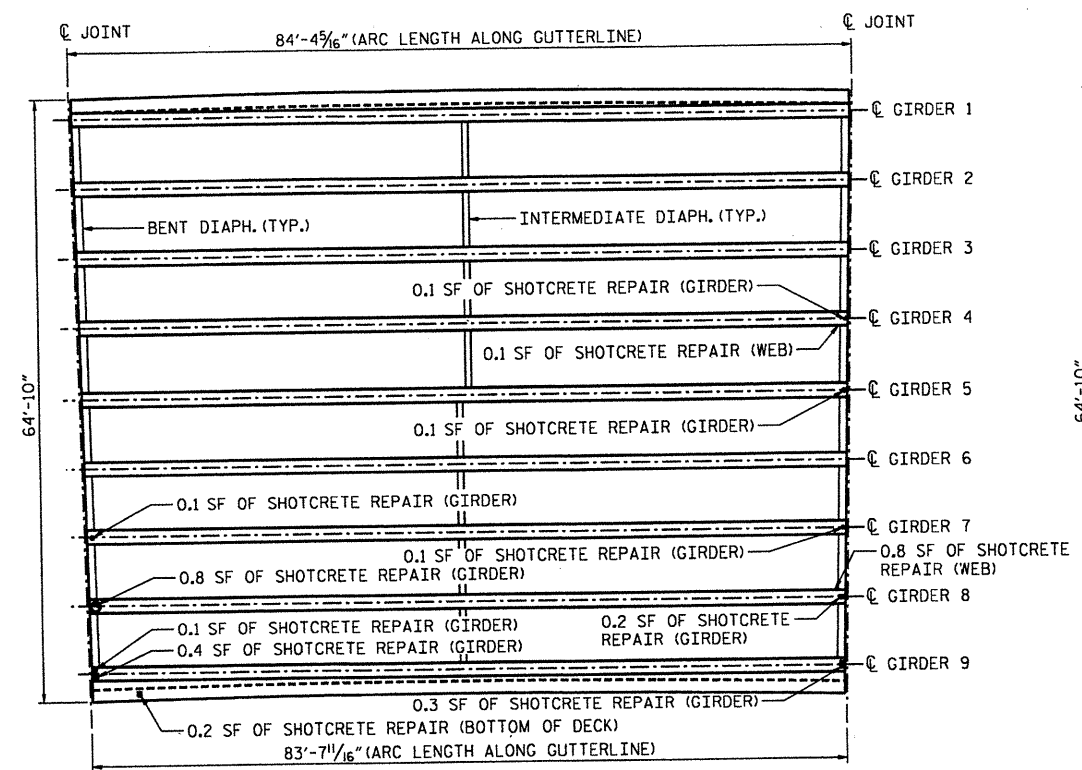 ℄ JOINT
84'-4 5/16" (ARC LENGTH ALONG GUTTERLINE)
℄ JOINT
℄ GIRDER 1
℄ GIRDER 2
BENT DIAPH. (TYP.)
INTERMEDIATE DIAPH. (TYP.)
℄ GIRDER 3
0.1 SF OF SHOTCRETE REPAIR (GIRDER)
℄ GIRDER 4
0.1 SF OF SHOTCRETE REPAIR (WEB)
64'-10"
64'-10"
℄ GIRDER 5
0.1 SF OF SHOTCRETE REPAIR (GIRDER)
℄ GIRDER 6
0.1 SF OF SHOTCRETE REPAIR (GIRDER)
℄ GIRDER 7
0.1 SF OF SHOTCRETE REPAIR (GIRDER)
0.8 SF OF SHOTCRETE
REPAIR (WEB)
0.8 SF OF SHOTCRETE REPAIR (GIRDER)
℄ GIRDER 8
0.2 SF OF SHOTCRETE
REPAIR (GIRDER)
0.1 SF OF SHOTCRETE REPAIR (GIRDER)
0.4 SF OF SHOTCRETE REPAIR (GIRDER)
℄ GIRDER 9
0.3 SF OF SHOTCRETE REPAIR (GIRDER)
0.2 SF OF SHOTCRETE REPAIR (BOTTOM OF DECK)
83'-7 11/16" (ARC LENGTH ALONG GUTTERLINE)